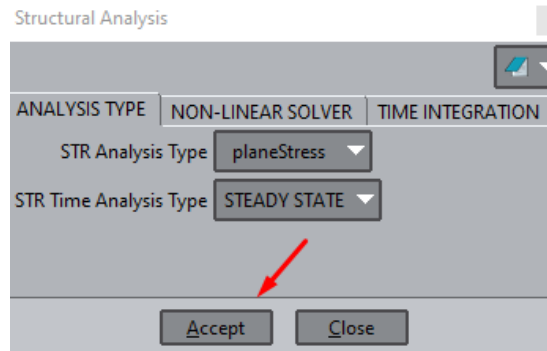 Structural Analysis
ANALYSIS TYPE NON-LINEAR SOLVER TIME INTEGRATION
STR Analysis Type planeStress
STR Time Analysis Type STEADY STATE
Accept Close